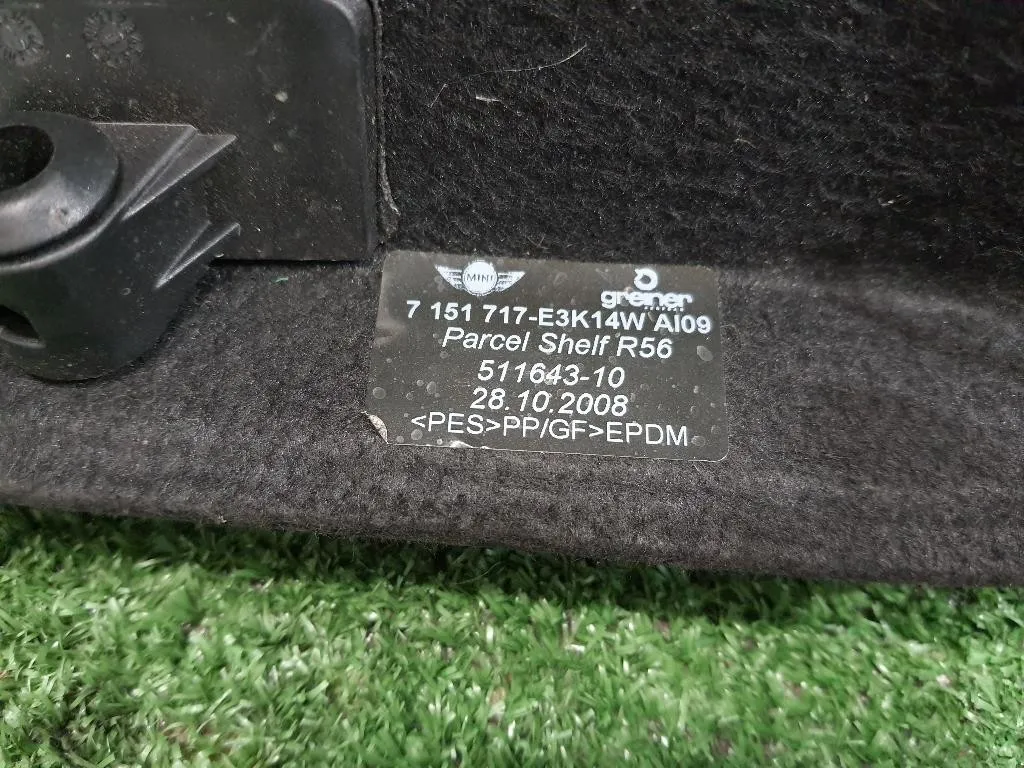 MINI
greiner
7 151 717-E3K14W AI09
Parcel Shelf R56
511643-10
28.10.2008
<PES>PP/GF>EPDM